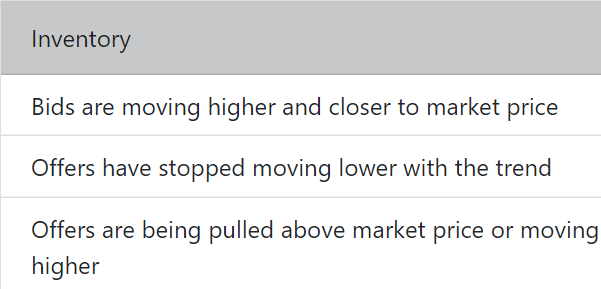 Inventory
Bids are moving higher and closer to market price
Offers have stopped moving lower with the trend
Offers are being pulled above market price or moving
higher